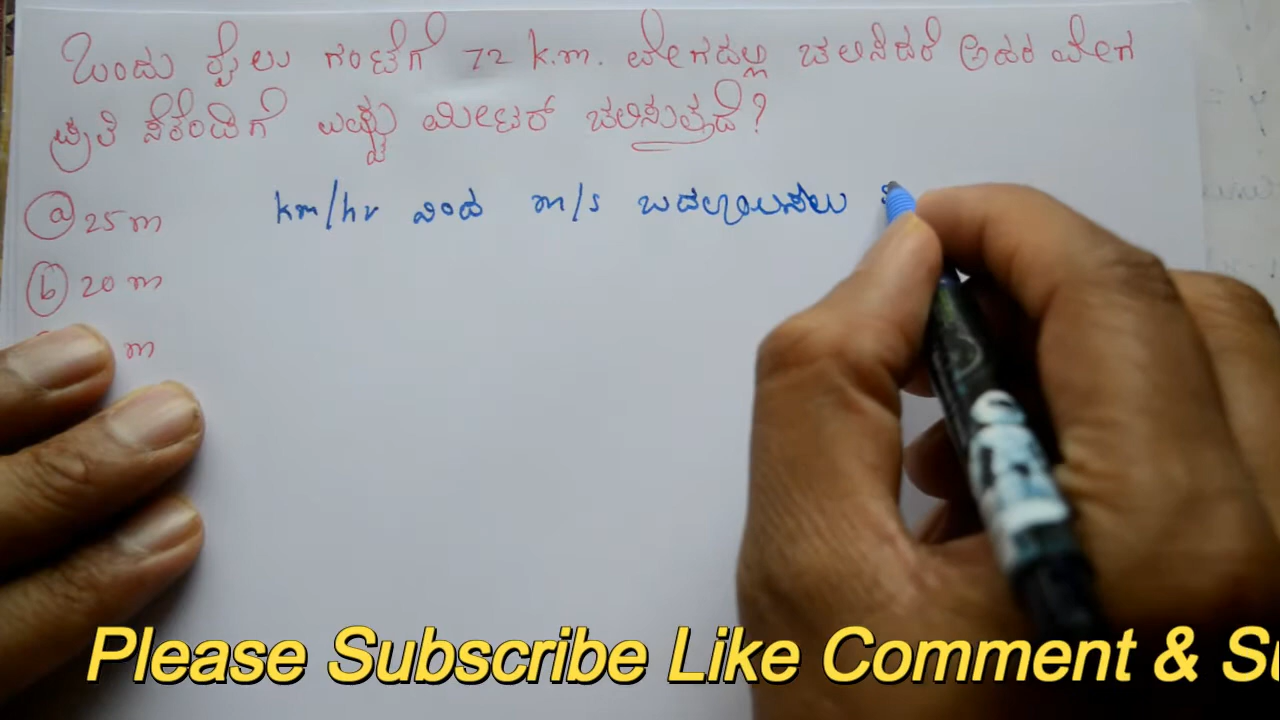 ಒಂದು ರೈಲು ಗಂಟೆಗೆ 72 k.m. ವೇಗದಲ್ಲಿ ಚಲಿಸಿದರೆ ಅದರ ವೇಗ
ಪ್ರತಿ ಸೆಕೆಂಡಿಗೆ ಎಷ್ಟು ಮೀಟರ್ ಚಲಿಸುತ್ತದೆ?
km/hr ಎಂದ m/s ಬದಲಾಯಿಸಲು
a 25 m
b 20 m
m
Please Subscribe Like Comment & Su